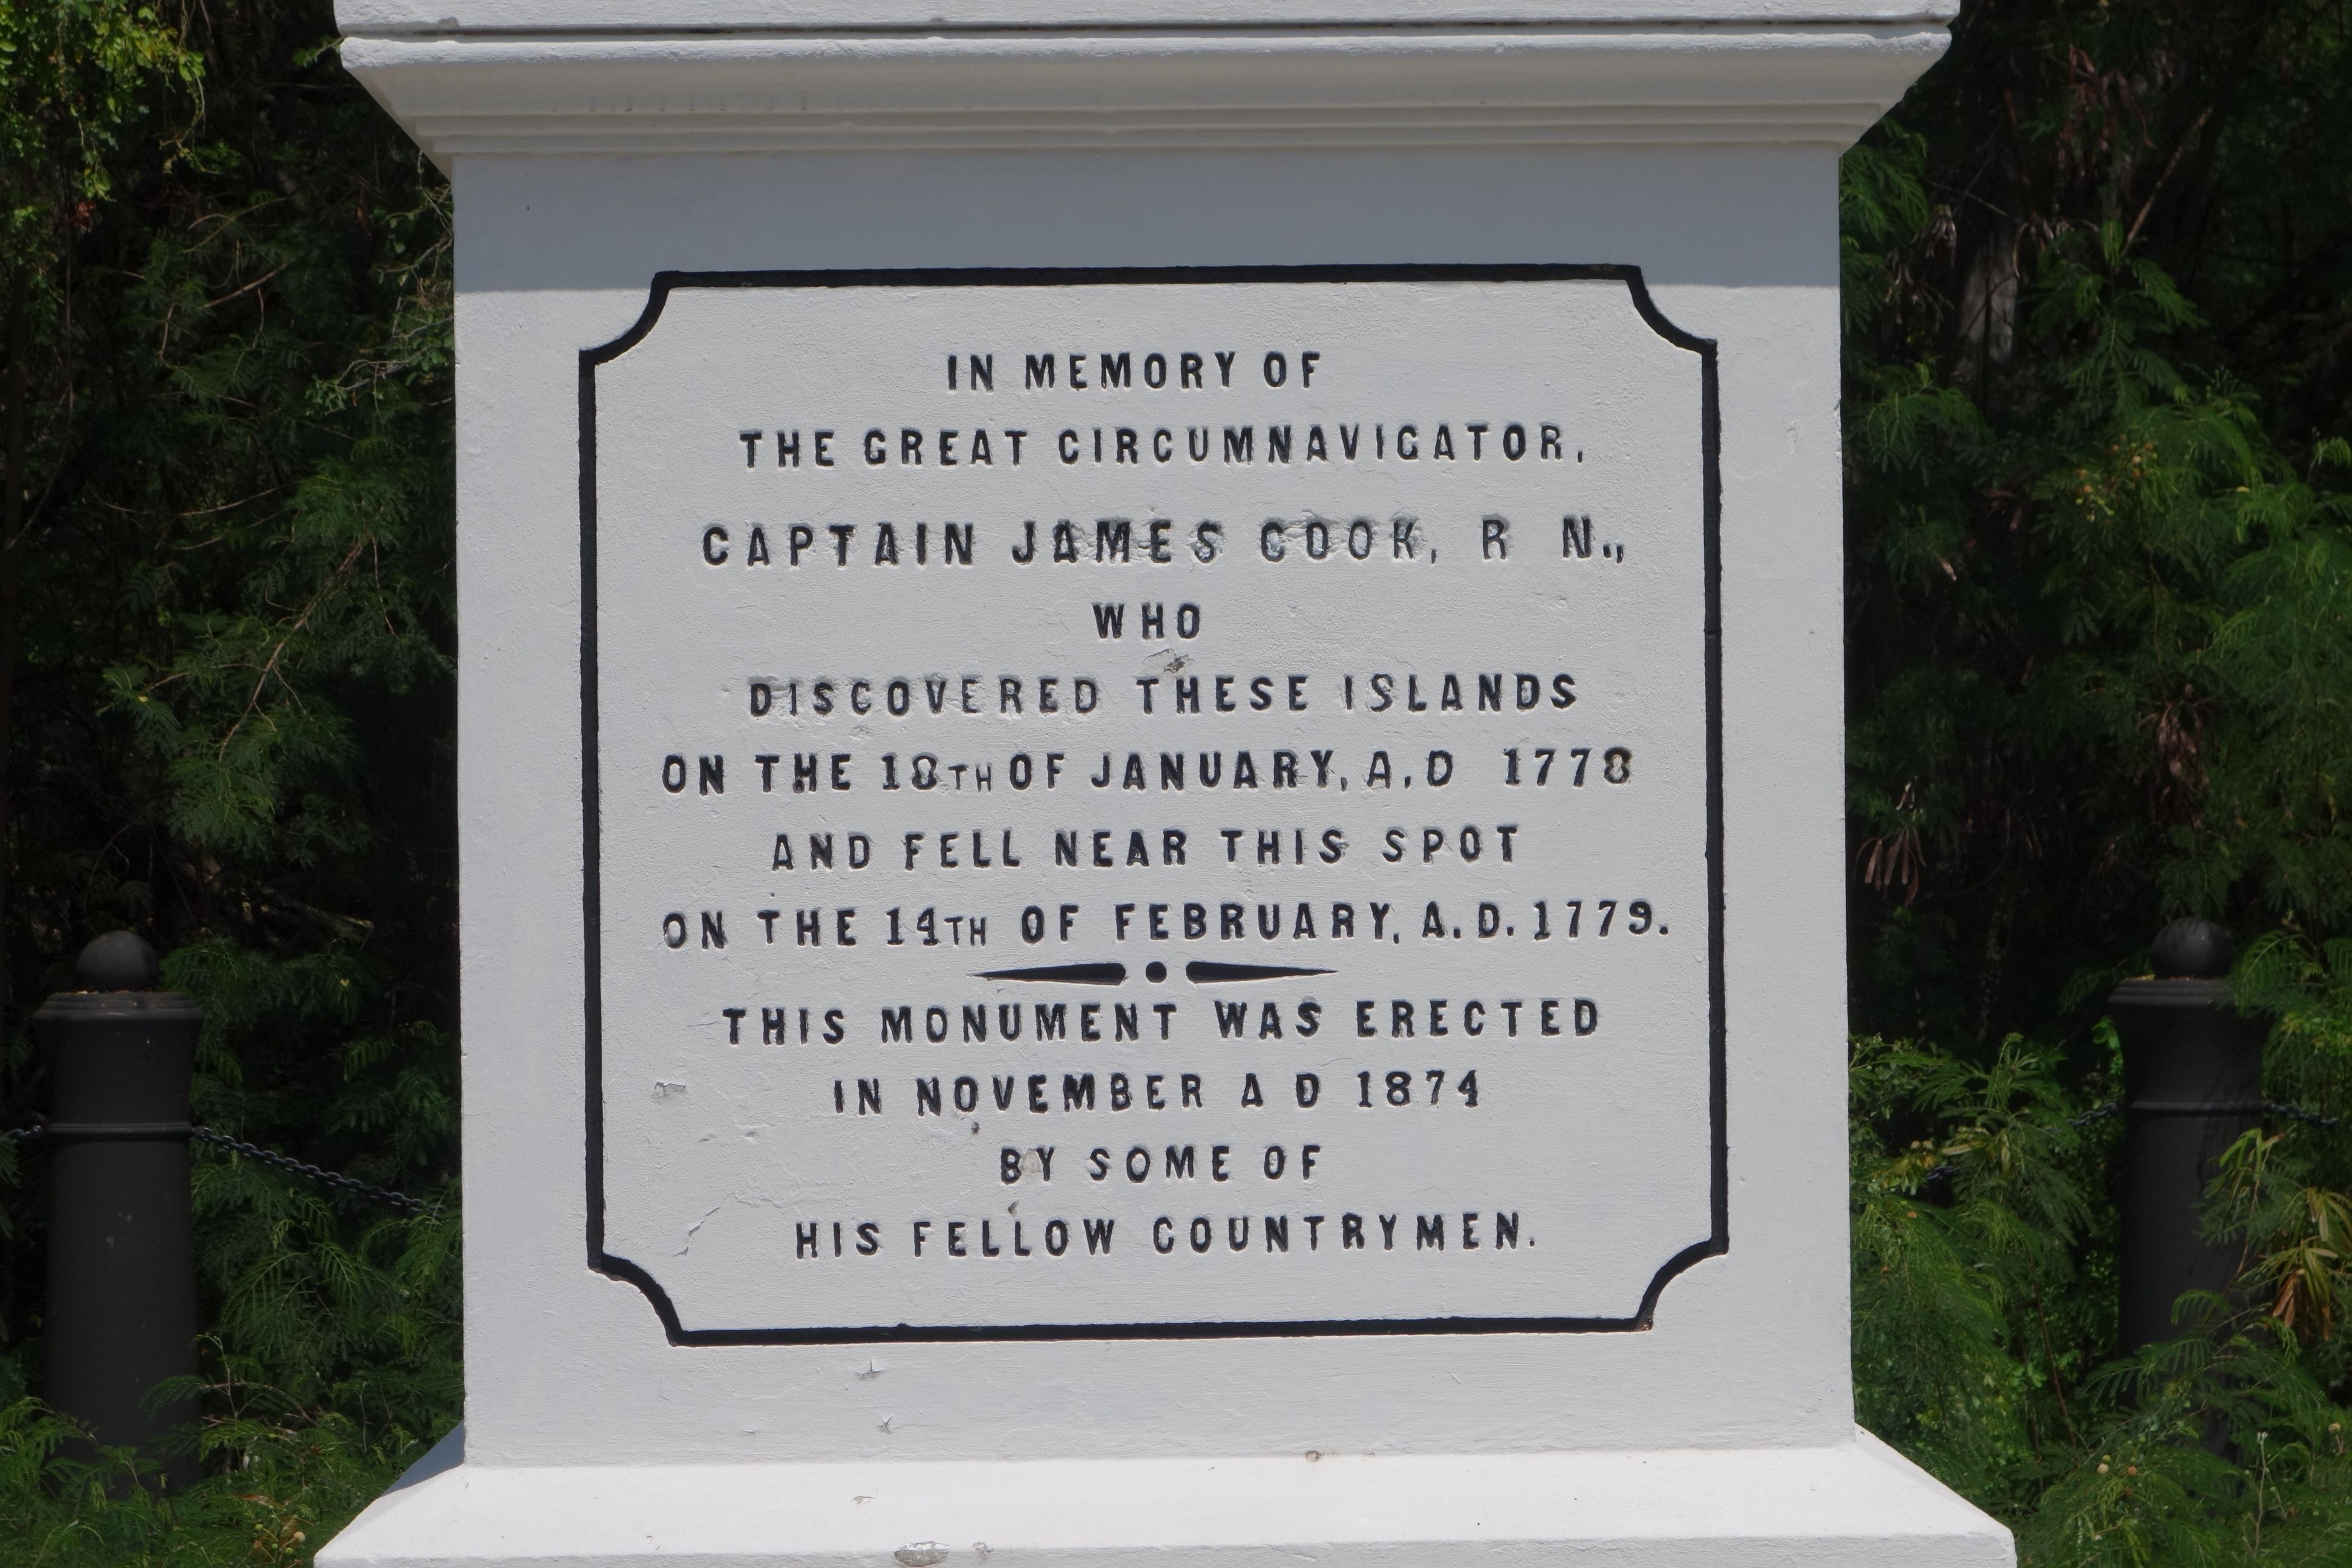 IN MEMORY OF
THE GREAT CIRCUMNAVIGATOR,
CAPTAIN JAMES COOK, R N.,
WHO
DISCOVERED THESE ISLANDS
ON THE 18TH OF JANUARY, A.D 1778
AND FELL NEAR THIS SPOT
ON THE 14TH OF FEBRUARY, A.D. 1779.
THIS MONUMENT WAS ERECTED
IN NOVEMBER A D 1874
BY SOME OF
HIS FELLOW COUNTRYMEN.